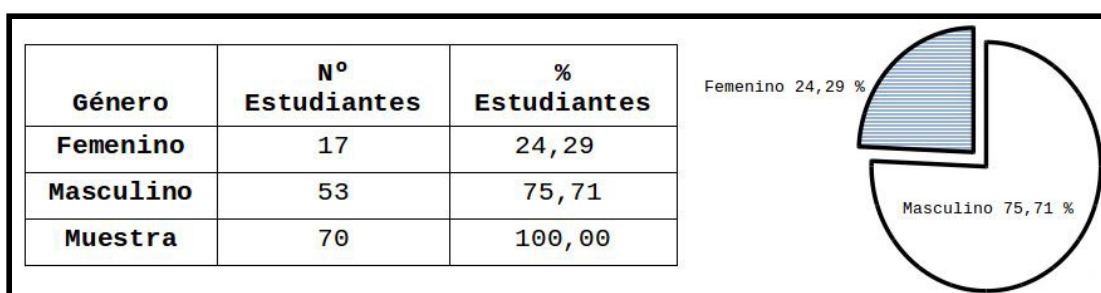 Género Nº Estudiantes % Estudiantes
Femenino 17 24,29
Masculino 53 75,71
Muestra 70 100,00
Femenino 24,29 %
Masculino 75,71 %